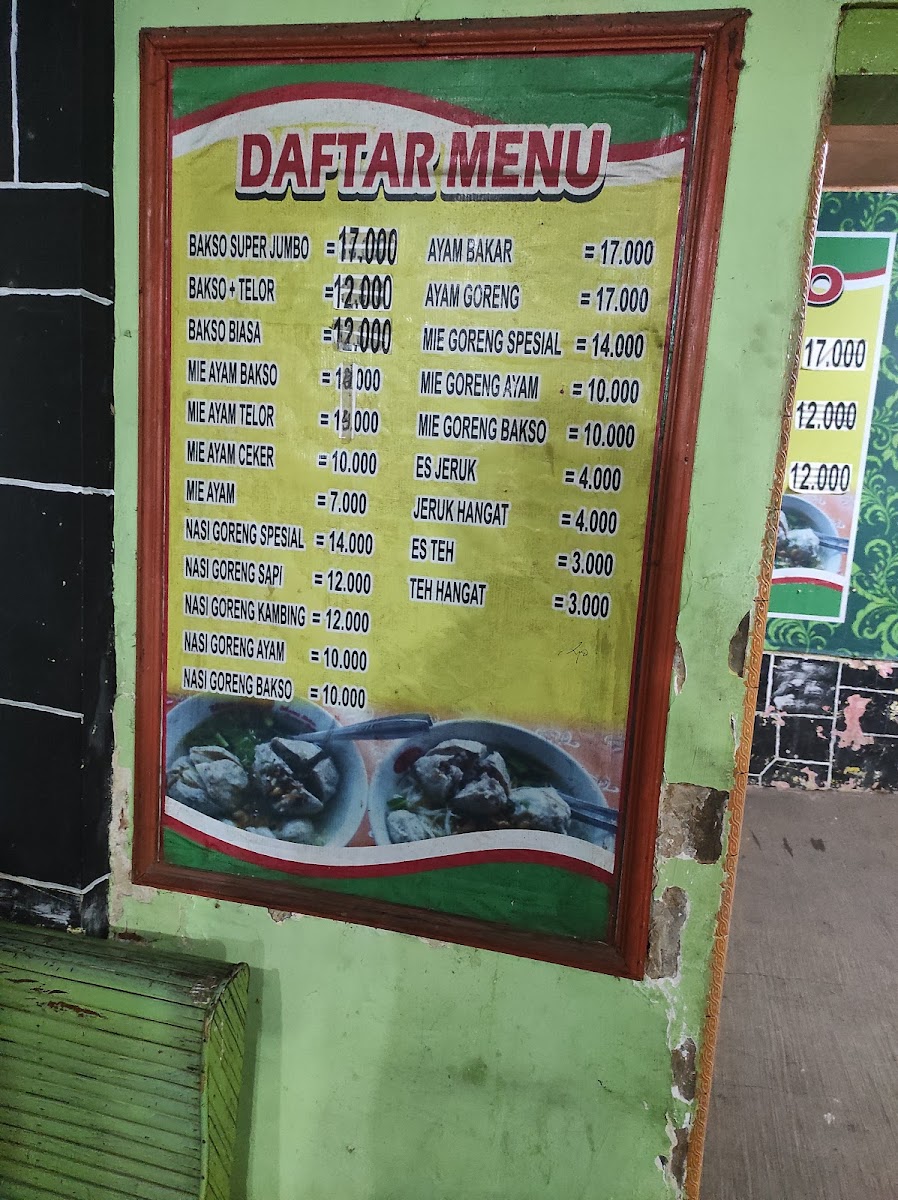 DAFTAR MENU
BAKSO SUPER JUMBO = 17.000
BAKSO + TELOR = 12.000
BAKSO BIASA = 12.000
MIE AYAM BAKSO = 000
MIE AYAM TELOR = 000
MIE AYAM CEKER = 10.000
MIE AYAM = 7.000
NASI GORENG SPESIAL = 14.000
NASI GORENG SAPI = 12.000
NASI GORENG KAMBING = 12.000
NASI GORENG AYAM = 10.000
NASI GORENG BAKSO = 10.000
AYAM BAKAR = 17.000
AYAM GORENG = 17.000
MIE GORENG SPESIAL = 14.000
MIE GORENG AYAM = 10.000
MIE GORENG BAKSO = 10.000
ES JERUK = 4.000
JERUK HANGAT = 4.000
ES TEH = 3.000
TEH HANGAT = 3.000
O
17.000
12.000
12.000